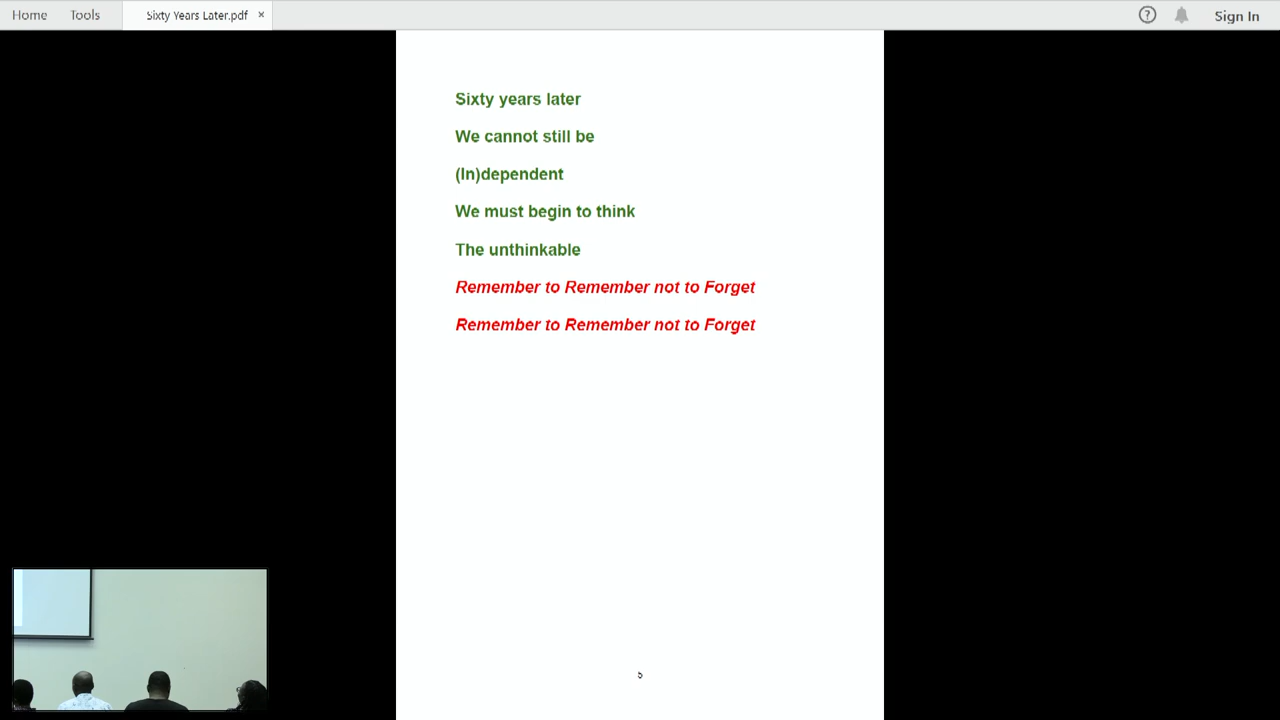 Home Tools Sixty Years Later.pdf × Sign In
Sixty years later
We cannot still be
(In)dependent
We must begin to think
The unthinkable
Remember to Remember not to Forget
Remember to Remember not to Forget
5